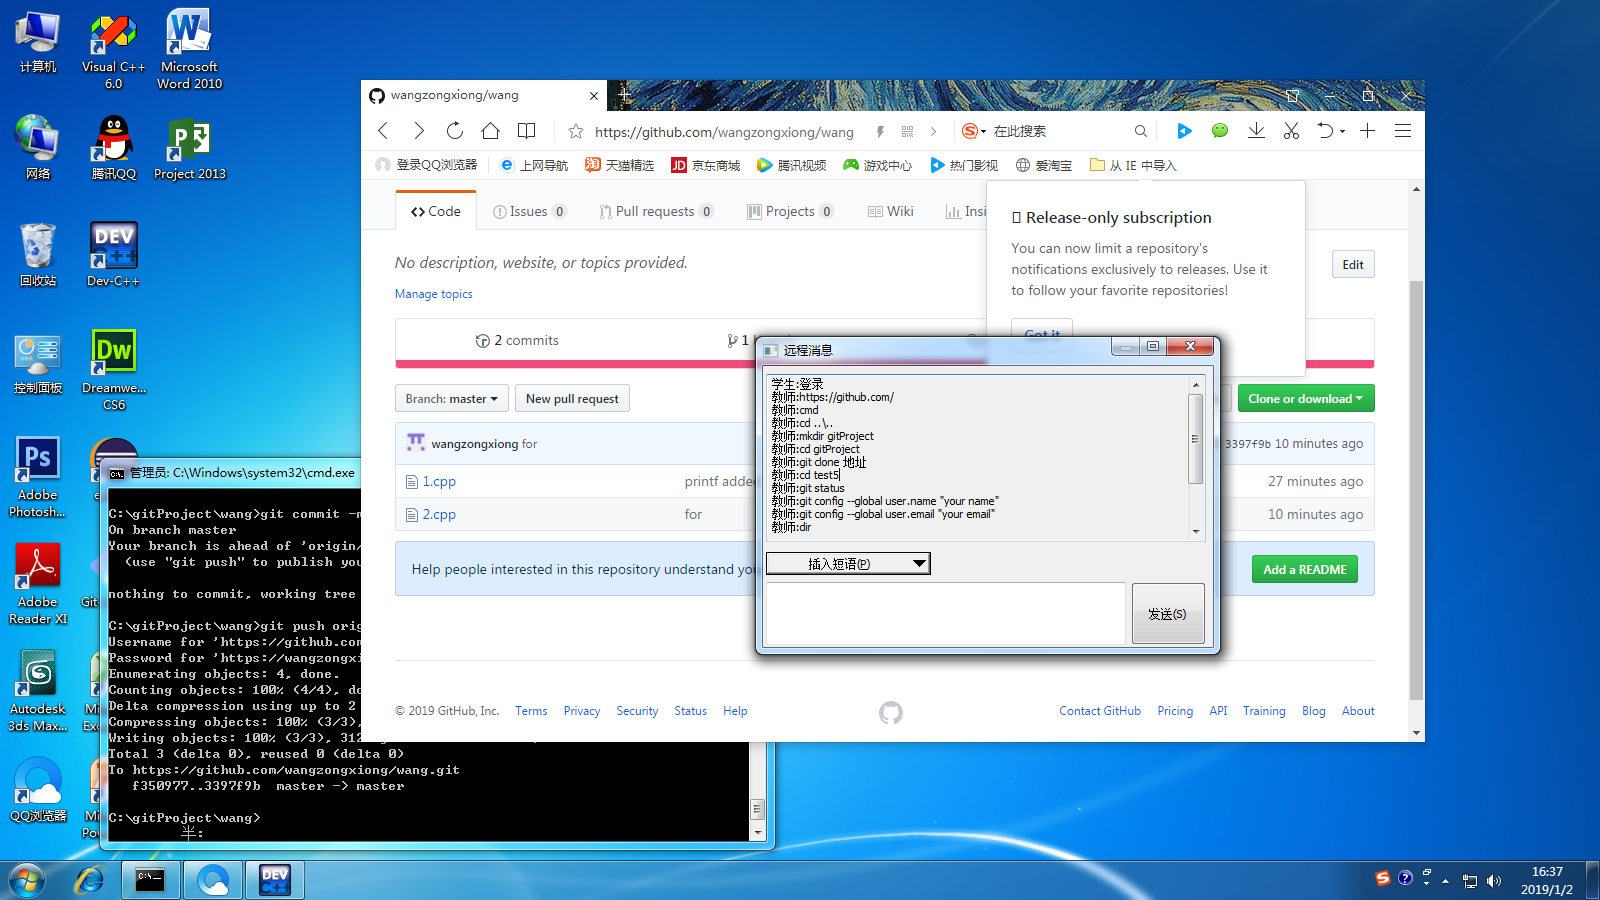 计算机
Visual C++ 6.0
Microsoft Word 2010
网络
腾讯QQ
Project 2013
回收站
Dev-C++
控制面板
Dreamwe... CS6
Adobe Photosh...
Adobe Reader XI
Autodesk 3ds Max...
QQ浏览器
wangzongxiong/wang
https://github.com/wangzongxiong/wang
在此搜索
登录QQ浏览器
上网导航
天猫精选
京东商城
腾讯视频
游戏中心
热门影视
爱淘宝
从 IE 中导入
Code
Issues 0
Pull requests 0
Projects 0
Wiki
Insi
Release-only subscription
You can now limit a repository's
notifications exclusively to releases. Use it
to follow your favorite repositories!
Got it
No description, website, or topics provided.
Edit
Manage topics
2 commits
1
Branch: master
New pull request
Clone or download
wangzongxiong for
3397f9b 10 minutes ago
1.cpp
printf added
27 minutes ago
2.cpp
for
10 minutes ago
Help people interested in this repository understand you
Add a README
© 2019 GitHub, Inc.
Terms
Privacy
Security
Status
Help
Contact GitHub
Pricing
API
Training
Blog
About
远程消息
学生:登录
教师:https://github.com/
教师:cmd
教师:cd ..\..
教师:mkdir gitProject
教师:cd gitProject
教师:git clone 地址
教师:cd test5
教师:git status
教师:git config --global user.name "your name"
教师:git config --global user.email "your email"
教师:dir
插入短语(P)
发送(S)
管理员: C:\Windows\system32\cmd.exe
C:\gitProject\wang>git commit -m
On branch master
Your branch is ahead of 'origin/
(use "git push" to publish you
nothing to commit, working tree
C:\gitProject\wang>git push orig
Username for 'https://github.com
Password for 'https://wangzongxi
Enumerating objects: 4, done.
Counting objects: 100% (4/4), do
Delta compression using up to 2
Compressing objects: 100% (3/3),
Writing objects: 100% (3/3), 312
Total 3 (delta 0), reused 0 (delta 0)
To https://github.com/wangzongxiong/wang.git
f350977..3397f9b  master -> master
C:\gitProject\wang>
半:
16:37
2019/1/2